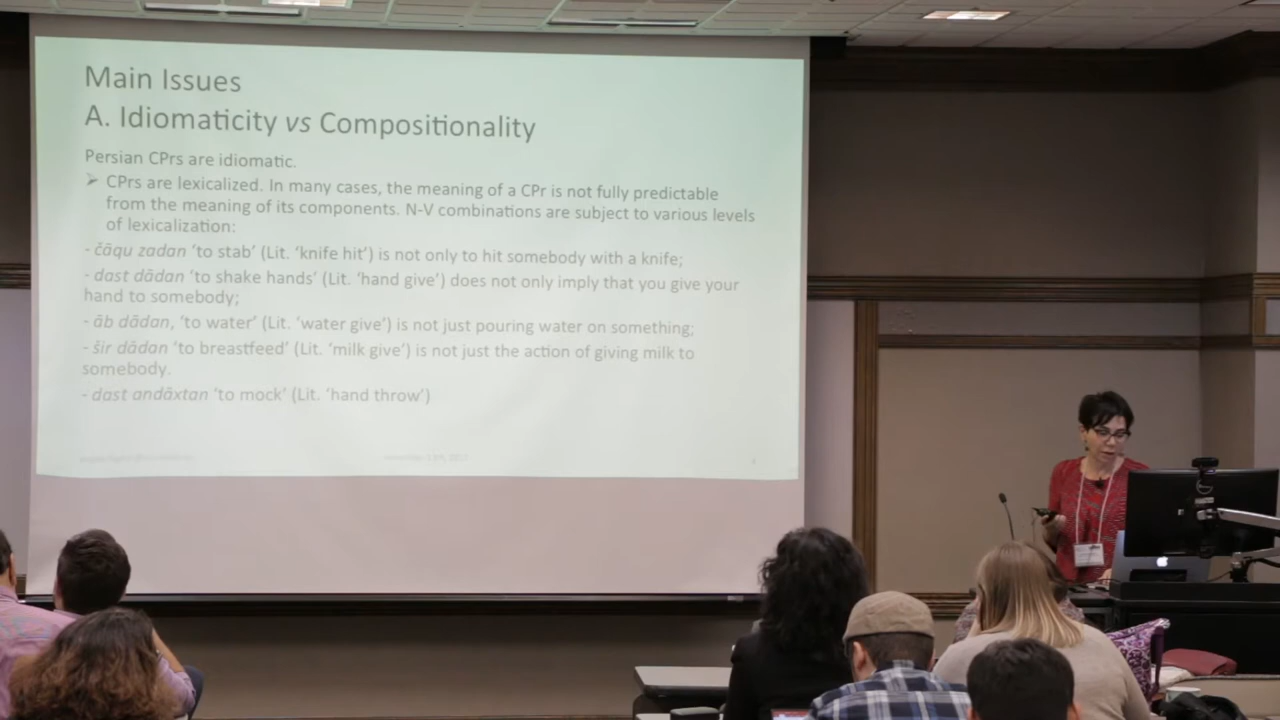 Main Issues
A. Idiomaticity vs Compositionality
Persian CPrs are idiomatic.
➤ CPrs are lexicalized. In many cases, the meaning of a CPr is not fully predictable
from the meaning of its components. N-V combinations are subject to various levels
of lexicalization:
- čāqu zadan ‘to stab’ (Lit. ‘knife hit’) is not only to hit somebody with a knife;
- dast dādan ‘to shake hands’ (Lit. ‘hand give’) does not only imply that you give your
hand to somebody;
- āb dādan, ‘to water’ (Lit. ‘water give’) is not just pouring water on something;
- šir dādan ‘to breastfeed’ (Lit. ‘milk give’) is not just the action of giving milk to
somebody.
- dast andāxtan ‘to mock’ (Lit. ‘hand throw’)